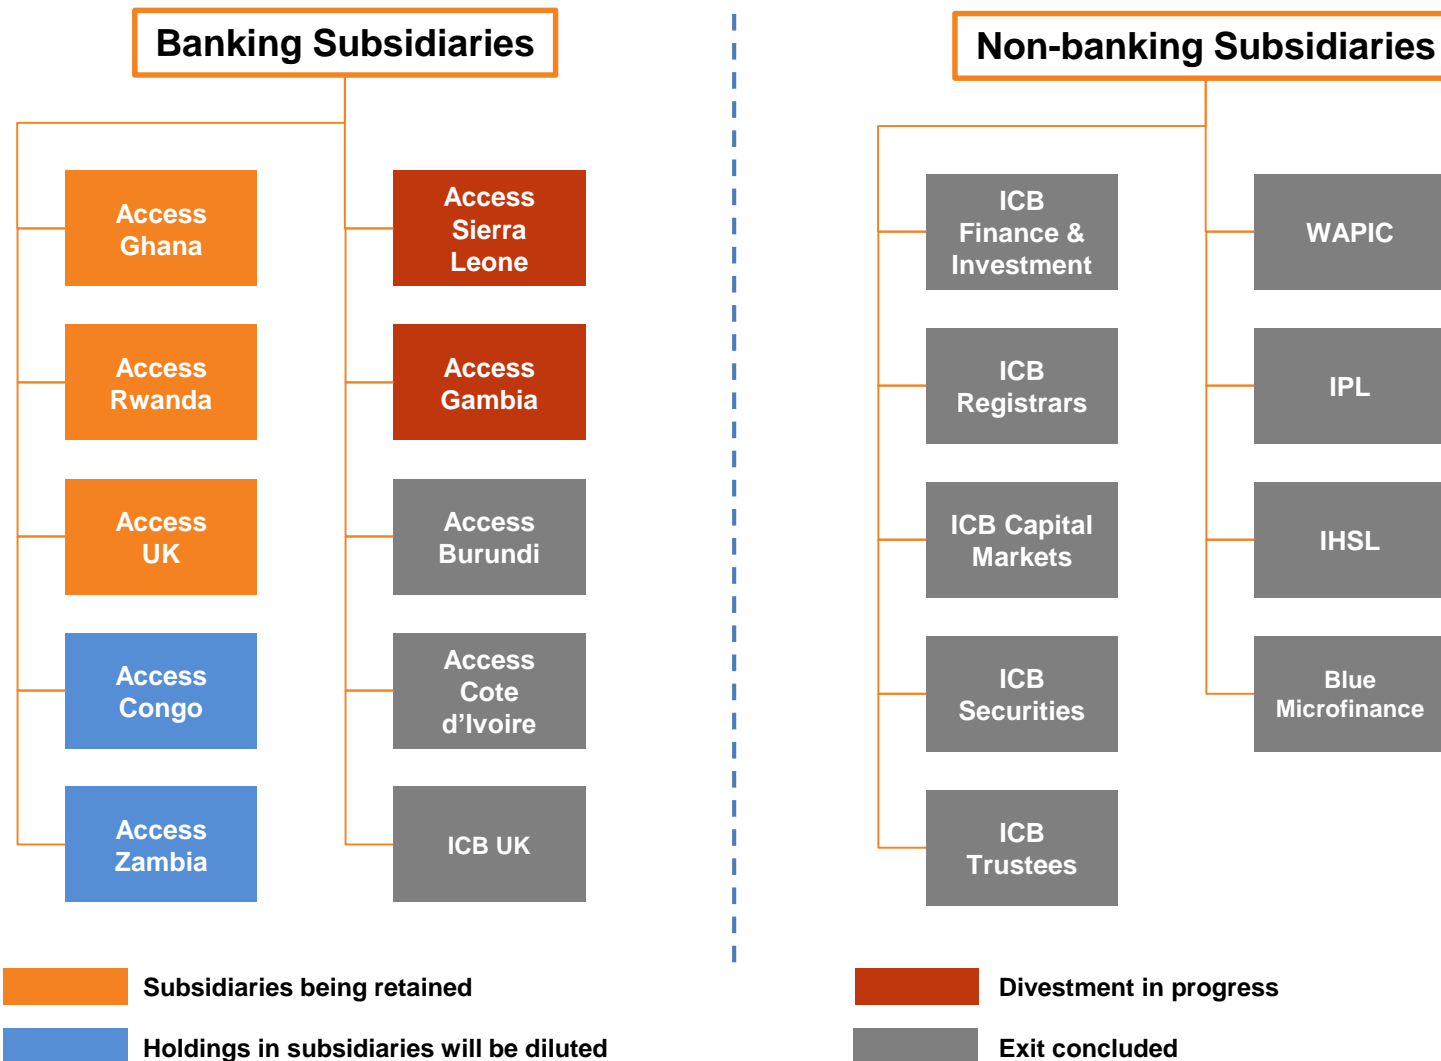 Banking Subsidiaries
Access
Ghana
Access
Sierra
Leone
Access
Rwanda
Access
Gambia
Access
UK
Access
Burundi
Access
Congo
Access
Cote
d’Ivoire
Access
Zambia
ICB UK
Non-banking Subsidiaries
ICB
Finance &
Investment
WAPIC
ICB
Registrars
IPL
ICB Capital
Markets
IHSL
ICB
Securities
Blue
Microfinance
ICB
Trustees
Subsidiaries being retained
Holdings in subsidiaries will be diluted
Divestment in progress
Exit concluded